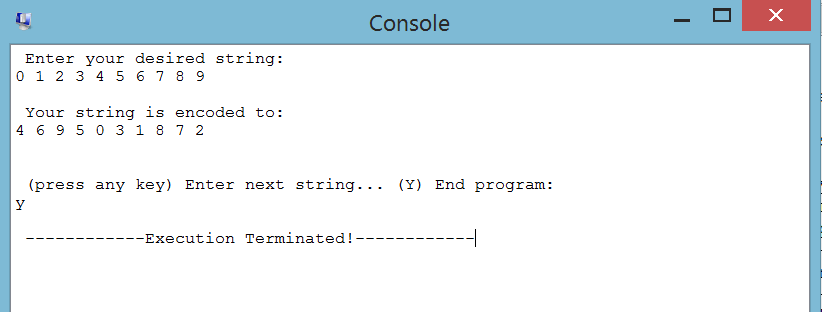 Console
Enter your desired string:
0 1 2 3 4 5 6 7 8 9
Your string is encoded to:
4 6 9 5 0 3 1 8 7 2
(press any key) Enter next string... (Y) End program:
y
------------Execution Terminated!------------